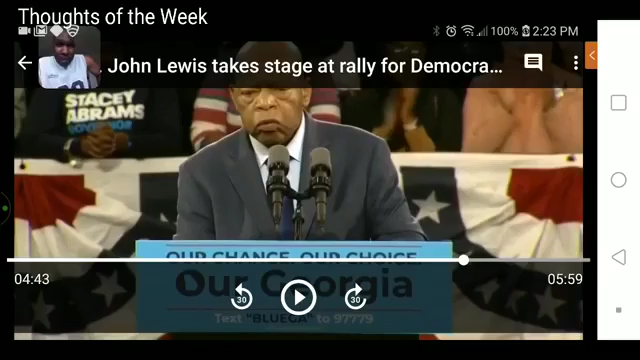 Thoughts of the Week
100% 2:23 PM
. John Lewis takes stage at rally for Democra...
STACEY
ABRAMS
GOVERNOR
OUR CHANCE. OUR CHOICE.
Our Georgia
Text "BLUEGA" to 97779
04:43
05:59
30
30